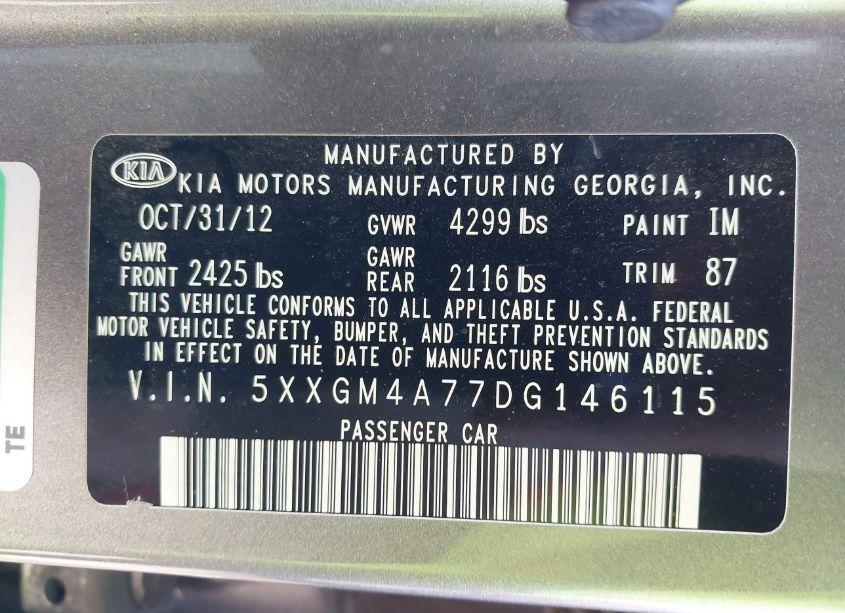 MANUFACTURED BY
KIA KIA MOTORS MANUFACTURING GEORGIA, INC.
OCT/31/12 GVWR 4299 lbs PAINT IM
GAWR FRONT 2425 lbs GAWR REAR 2116 lbs TRIM 87
THIS VEHICLE CONFORMS TO ALL APPLICABLE U.S.A. FEDERAL
MOTOR VEHICLE SAFETY, BUMPER, AND THEFT PREVENTION STANDARDS
IN EFFECT ON THE DATE OF MANUFACTURE SHOWN ABOVE.
V.I.N. 5XXGM4A77DG146115
PASSENGER CAR
TE